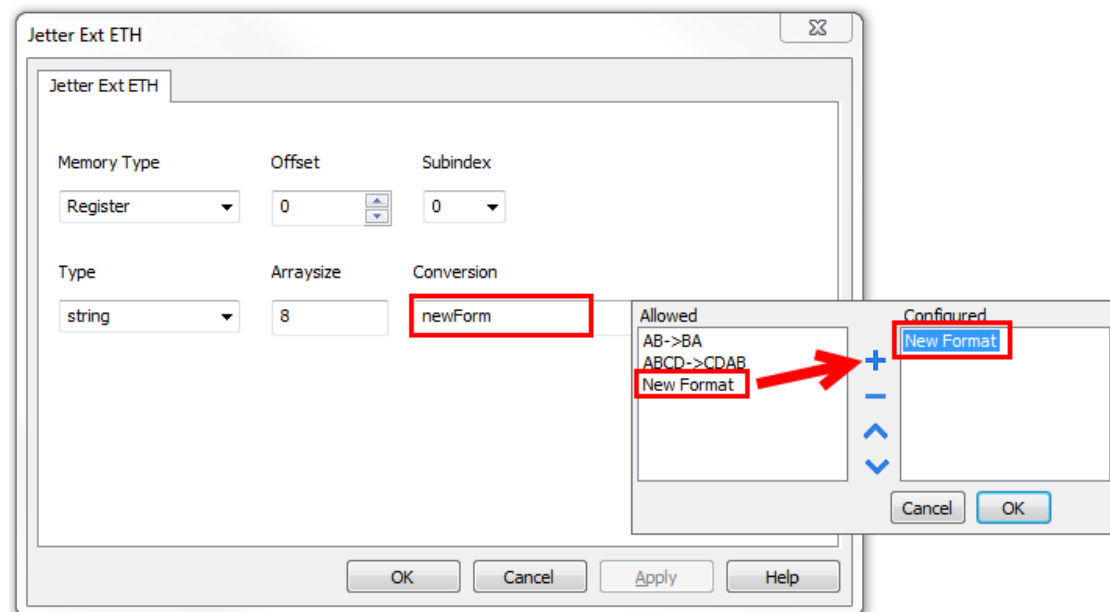 Jetter Ext ETH
Jetter Ext ETH
Memory Type Offset Subindex
Register 0 0
Type Arraysize Conversion
string 8 newForm
Allowed Configured
AB->BA New Format
ABCD->CDAB
New Format
Cancel OK
OK Cancel Apply Help